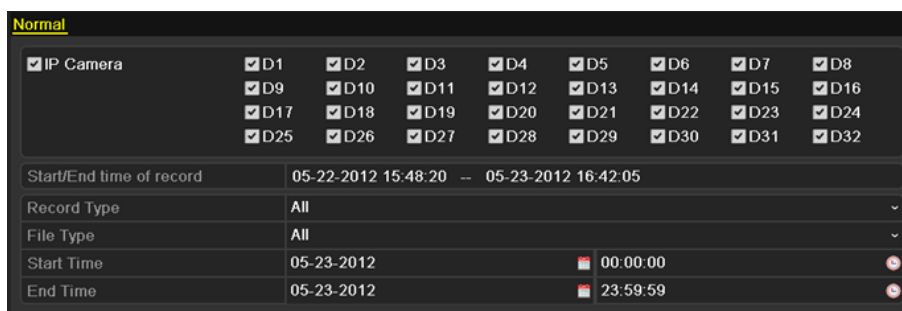 Normal
IP Camera D1 D2 D3 D4 D5 D6 D7 D8
D9 D10 D11 D12 D13 D14 D15 D16
D17 D18 D19 D20 D21 D22 D23 D24
D25 D26 D27 D28 D29 D30 D31 D32
Start/End time of record 05-22-2012 15:48:20 -- 05-23-2012 16:42:05
Record Type All
File Type All
Start Time 05-23-2012 00:00:00
End Time 05-23-2012 23:59:59